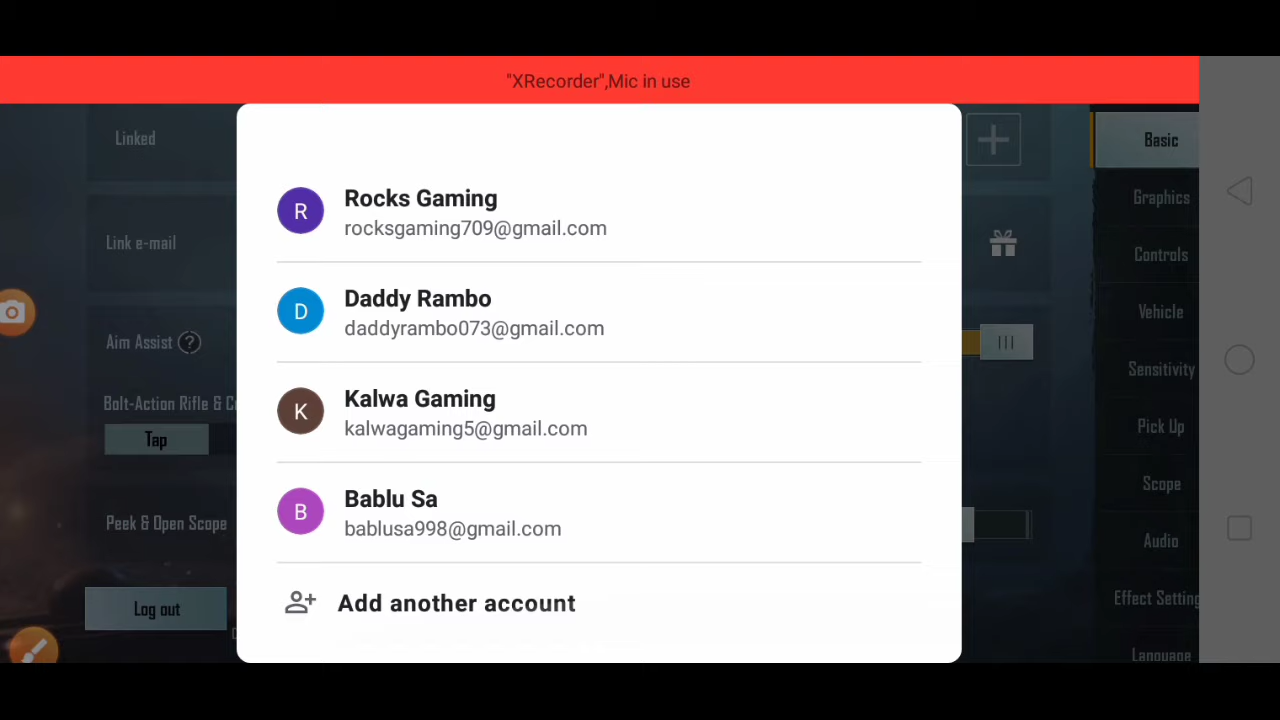 "XRecorder",Mic in use
Linked
Link e-mail
Aim Assist ?
Bolt-Action Rifle &
Tap
Peek & Open Scope
Log out
Rocks Gaming
rocksgaming709@gmail.com
Daddy Rambo
daddyrambo073@gmail.com
Kalwa Gaming
kalwagaming5@gmail.com
Bablu Sa
bablusa998@gmail.com
Add another account
Basic
Graphics
Controls
Vehicle
Sensitivity
Pick Up
Scope
Audio
Effect Setting
Language